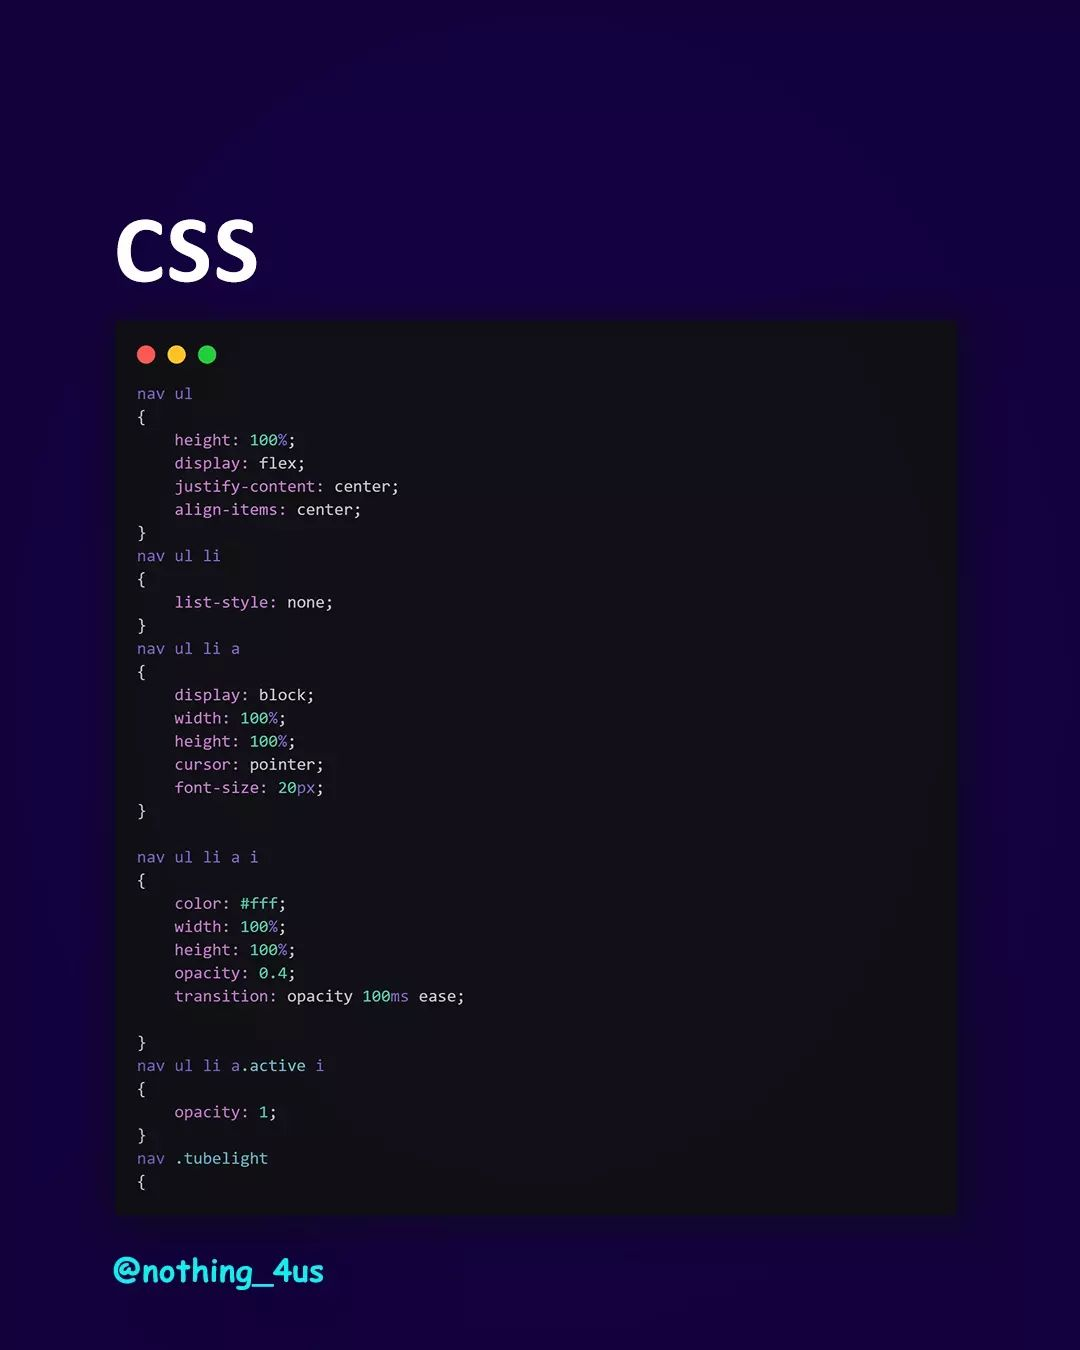 CSS
nav ul
{
    height: 100%;
    display: flex;
    justify-content: center;
    align-items: center;
}
nav ul li
{
    list-style: none;
}
nav ul li a
{
    display: block;
    width: 100%;
    height: 100%;
    cursor: pointer;
    font-size: 20px;
}
nav ul li a i
{
    color: #fff;
    width: 100%;
    height: 100%;
    opacity: 0.4;
    transition: opacity 100ms ease;
}
nav ul li a.active i
{
    opacity: 1;
}
nav .tubelight
{
@nothing_4us